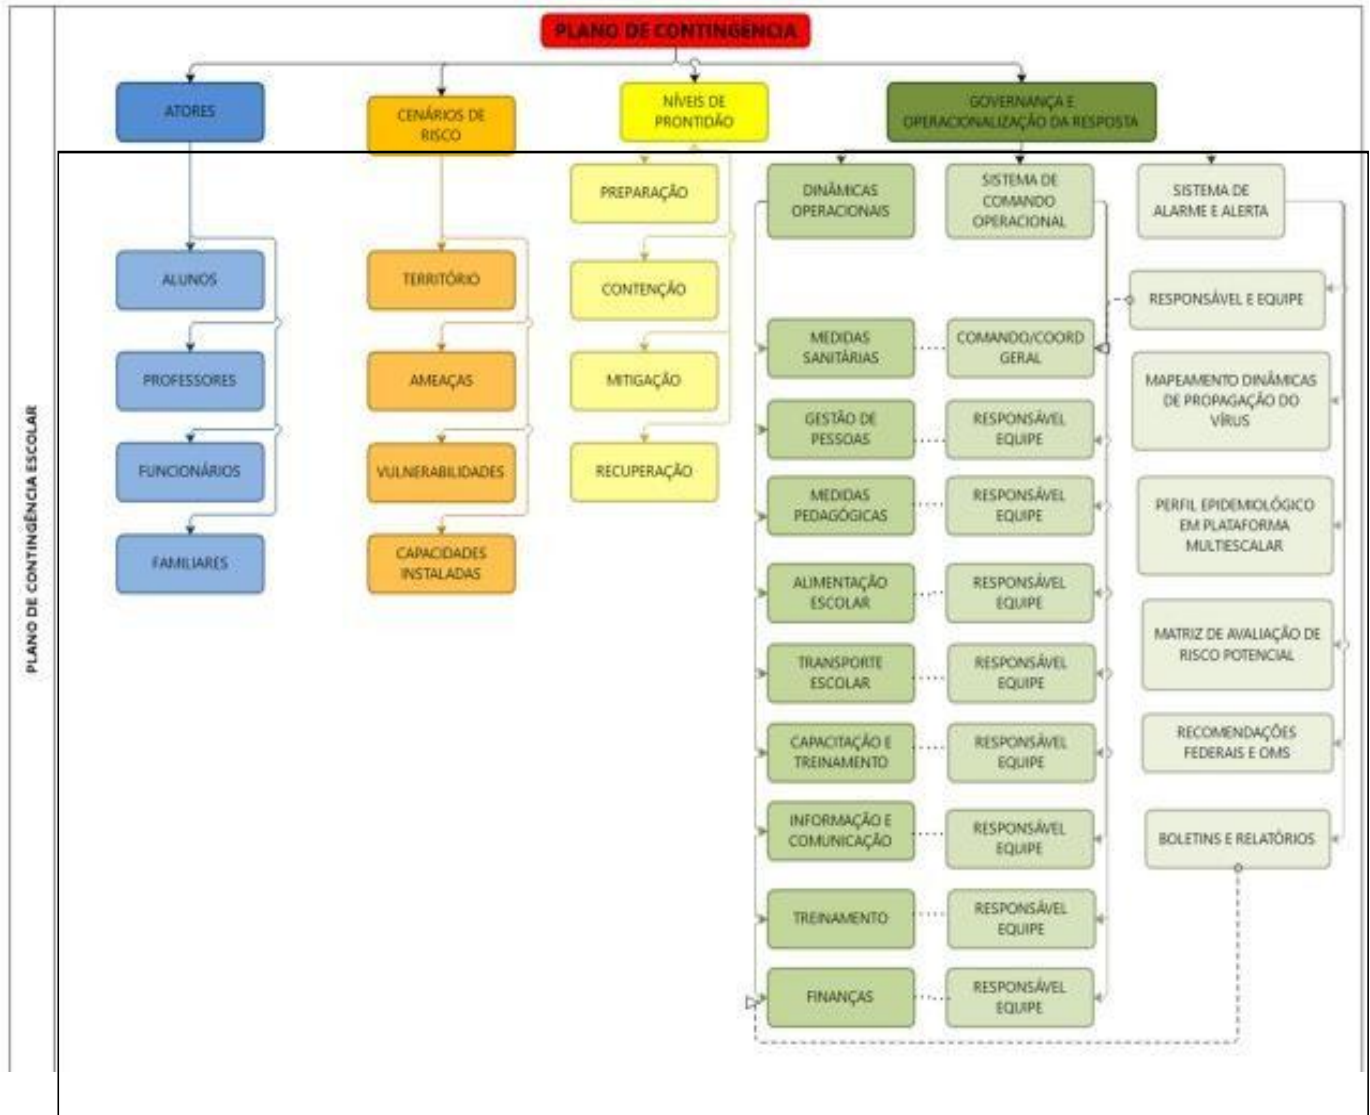 PLANO DE CONTINGÊNCIA
ATORES
CENÁRIOS DE
RISCO
NÍVEIS DE
PRONTIDÃO
GOVERNANÇA E
OPERACIONALIZAÇÃO DA RESPOSTA
PLANO DE CONTINGÊNCIA ESCOLAR
ALUNOS
PROFESSORES
FUNCIONÁRIOS
FAMILIARES
TERRITÓRIO
AMEAÇAS
VULNERABILIDADES
CAPACIDADES
INSTALADAS
PREPARAÇÃO
CONTENÇÃO
MITIGAÇÃO
RECUPERAÇÃO
DINÂMICAS
OPERACIONAIS
MEDIDAS
SANITÁRIAS
GESTÃO DE
PESSOAS
MEDIDAS
PEDAGÓGICAS
ALIMENTAÇÃO
ESCOLAR
TRANSPORTE
ESCOLAR
CAPACITAÇÃO E
TREINAMENTO
INFORMAÇÃO E
COMUNICAÇÃO
TREINAMENTO
FINANÇAS
SISTEMA DE
COMANDO
OPERACIONAL
COMANDO/COORD
GERAL
RESPONSÁVEL
EQUIPE
RESPONSÁVEL
EQUIPE
RESPONSÁVEL
EQUIPE
RESPONSÁVEL
EQUIPE
RESPONSÁVEL
EQUIPE
RESPONSÁVEL
EQUIPE
RESPONSÁVEL
EQUIPE
RESPONSÁVEL
EQUIPE
SISTEMA DE
ALARME E ALERTA
RESPONSÁVEL E EQUIPE
MAPEAMENTO DINÂMICAS
DE PROPAGAÇÃO DO
VÍRUS
PERFIL EPIDEMIOLÓGICO
EM PLATAFORMA
MULTIESCALAR
MATRIZ DE AVALIAÇÃO DE
RISCO POTENCIAL
RECOMENDAÇÕES
FEDERAIS E OMS
BOLETINS E RELATÓRIOS